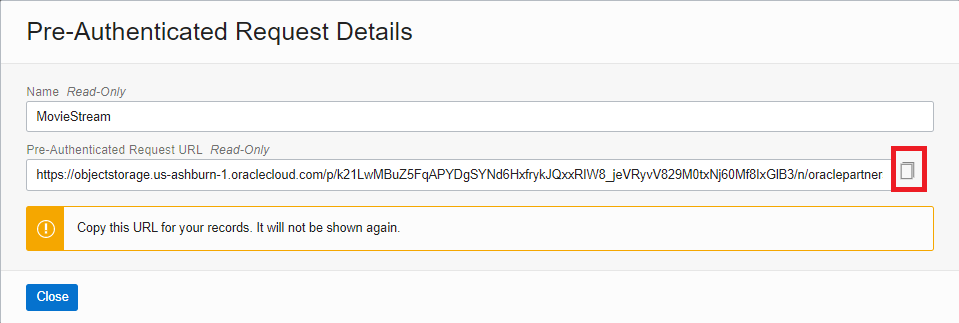 Pre-Authenticated Request Details
Name Read-Only
MovieStream
Pre-Authenticated Request URL Read-Only
https://objectstorage.us-ashburn-1.oraclecloud.com/p/k21LwMBuZ5FqAPYDgSYNd6HxfrykJQxxRIW8_jeVRyvV829M0txNj60Mf8IxGlB3/n/oraclepartner
Copy this URL for your records. It will not be shown again.
Close